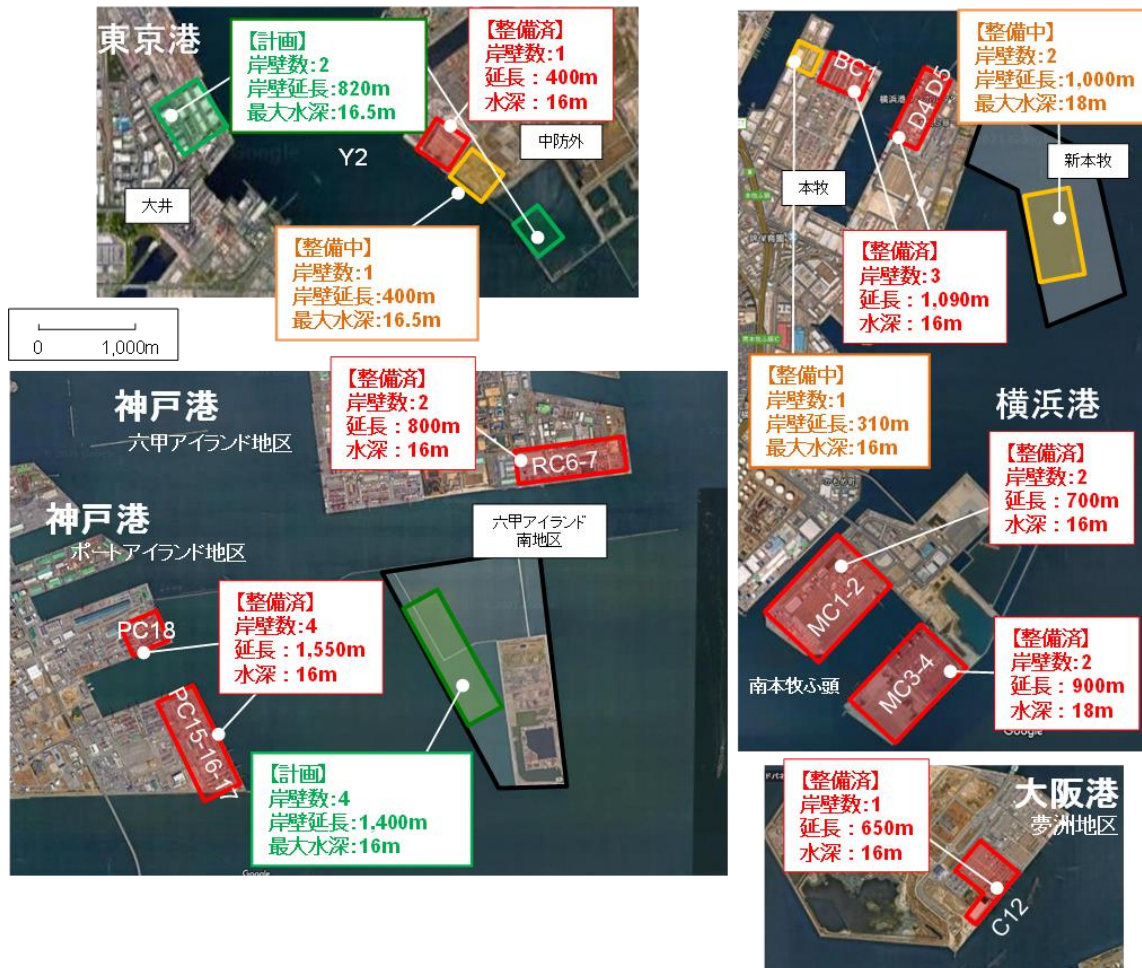 東京港
【計画】
岸壁数:2
岸壁延長:820m
最大水深:16.5m
【整備済】
岸壁数:1
延長：400m
水深：16m
Y2
中防外
大井
【整備中】
岸壁数:1
岸壁延長:400m
最大水深:16.5m
0 1,000m
神戸港
六甲アイランド地区
【整備済】
岸壁数:2
延長：800m
水深：16m
RC6-7
神戸港
ポートアイランド地区
六甲アイランド
南地区
PC18
【整備済】
岸壁数:4
延長：1,550m
水深：16m
PC15-16-17
【計画】
岸壁数:4
岸壁延長:1,400m
最大水深:16m
Google
BC1
D4
D5
【整備中】
岸壁数:2
岸壁延長:1,000m
最大水深:18m
本牧
新本牧
【整備済】
岸壁数:3
延長：1,090m
水深：16m
【整備中】
岸壁数:1
岸壁延長:310m
最大水深:16m
横浜港
【整備済】
岸壁数:2
延長：700m
水深：16m
MC1-2
【整備済】
岸壁数:2
延長：900m
水深：18m
MC3-4
南本牧ふ頭
Google
【整備済】
岸壁数:1
延長：650m
水深：16m
大阪港
夢洲地区
C12